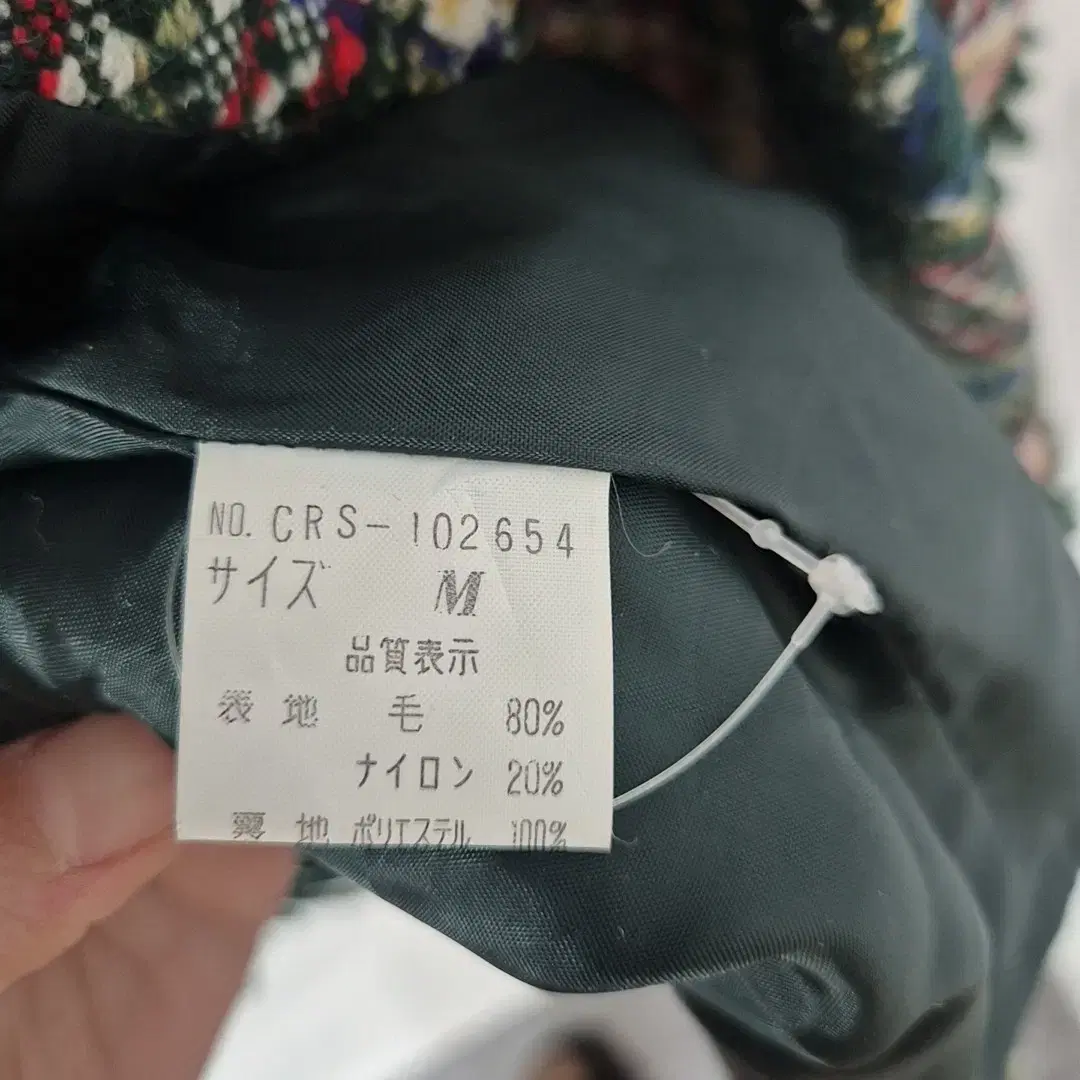 NO. CRS-102654
サイズ M
品質表示
表地 毛 80%
ナイロン 20%
裏地 ポリエステル 100%